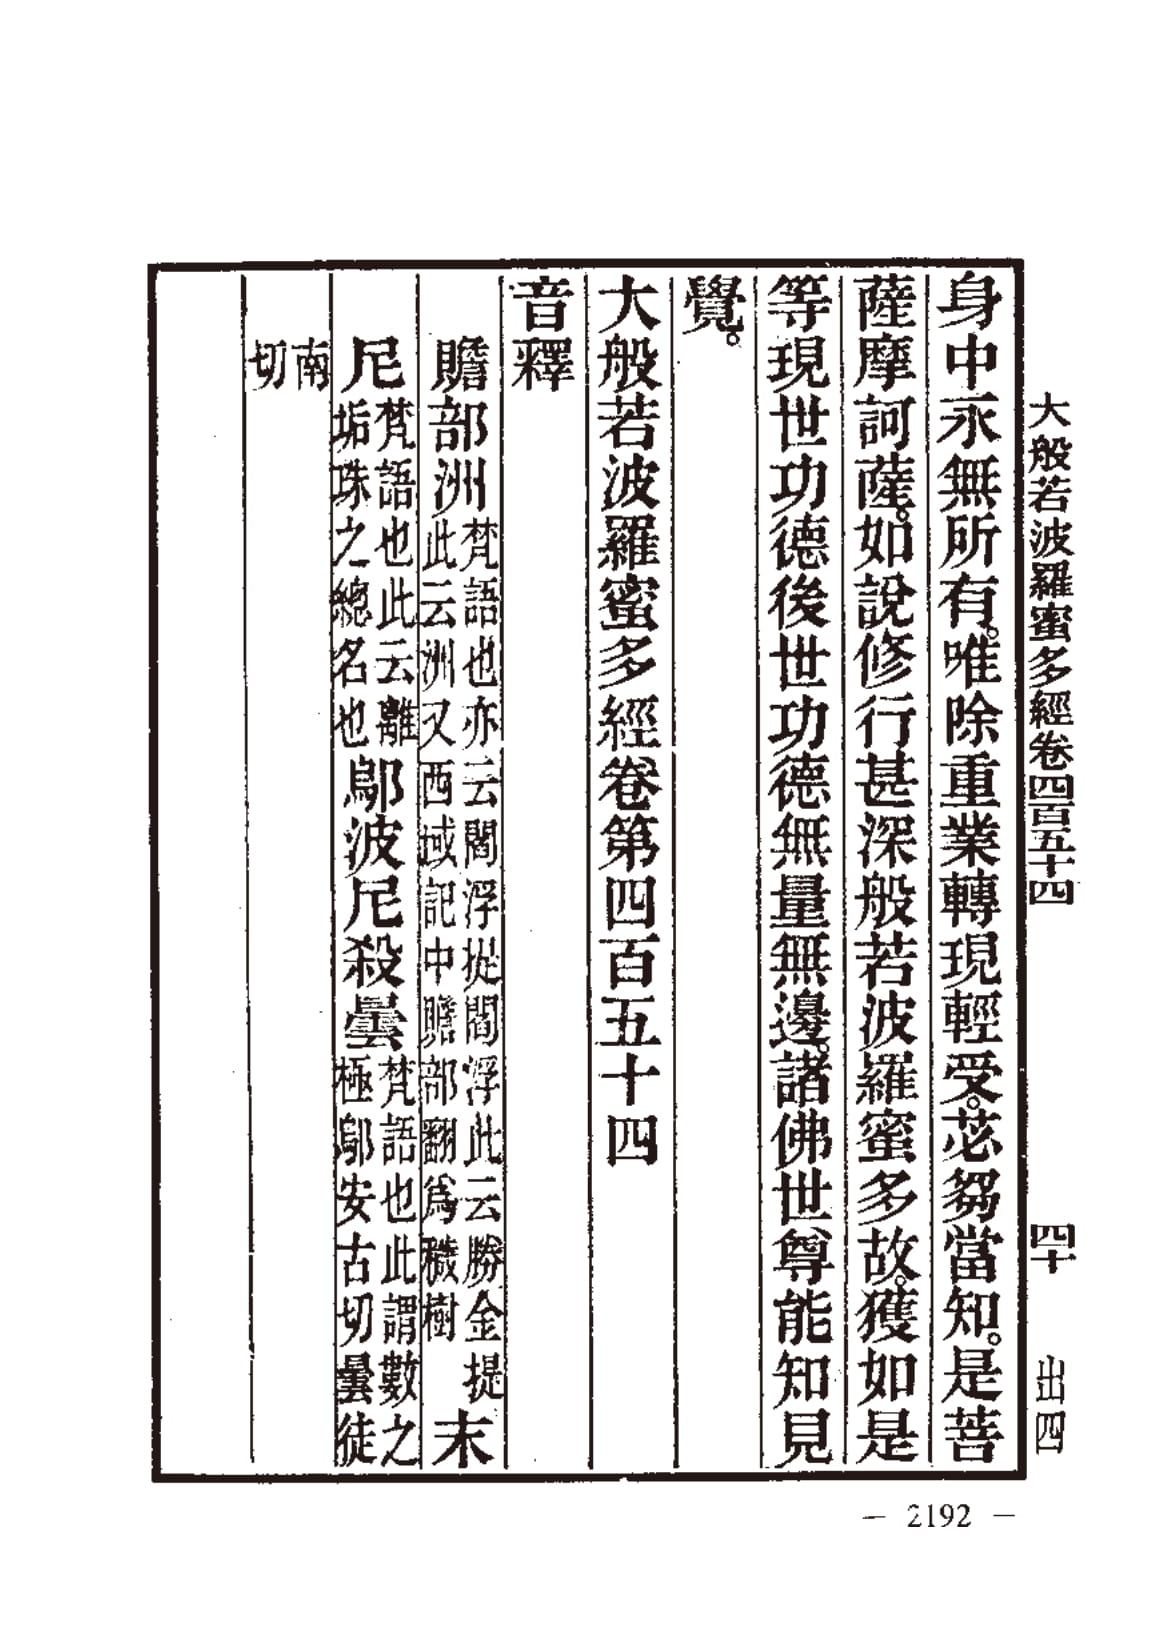 大般若波羅蜜多經卷四百五十四 四十 出四
身中永無所有。唯除重業轉現輕受。苾芻當知。是菩
薩摩訶薩。如說修行甚深般若波羅蜜多故。獲如是
等現世功德後世功德無量無邊。諸佛世尊能知見
覺。
大般若波羅蜜多經卷第四百五十四
音釋
贍部洲梵語也亦云閻浮提閻浮此云勝金提此云洲又西域記中贍部翻爲穢樹末
尼梵語也此云離垢珠之總名也鄔波尼殺曇梵語也此謂數之極鄔安古切曇徒
南切
— 2192 —